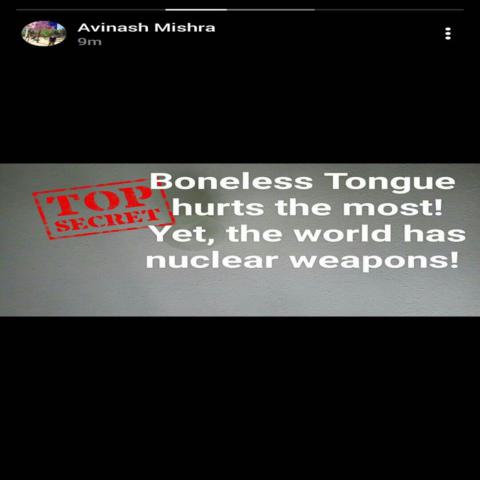 Avinash Mishra
9m
TOP
SECRET
Boneless Tongue
hurts the most!
Yet, the world has
nuclear weapons!